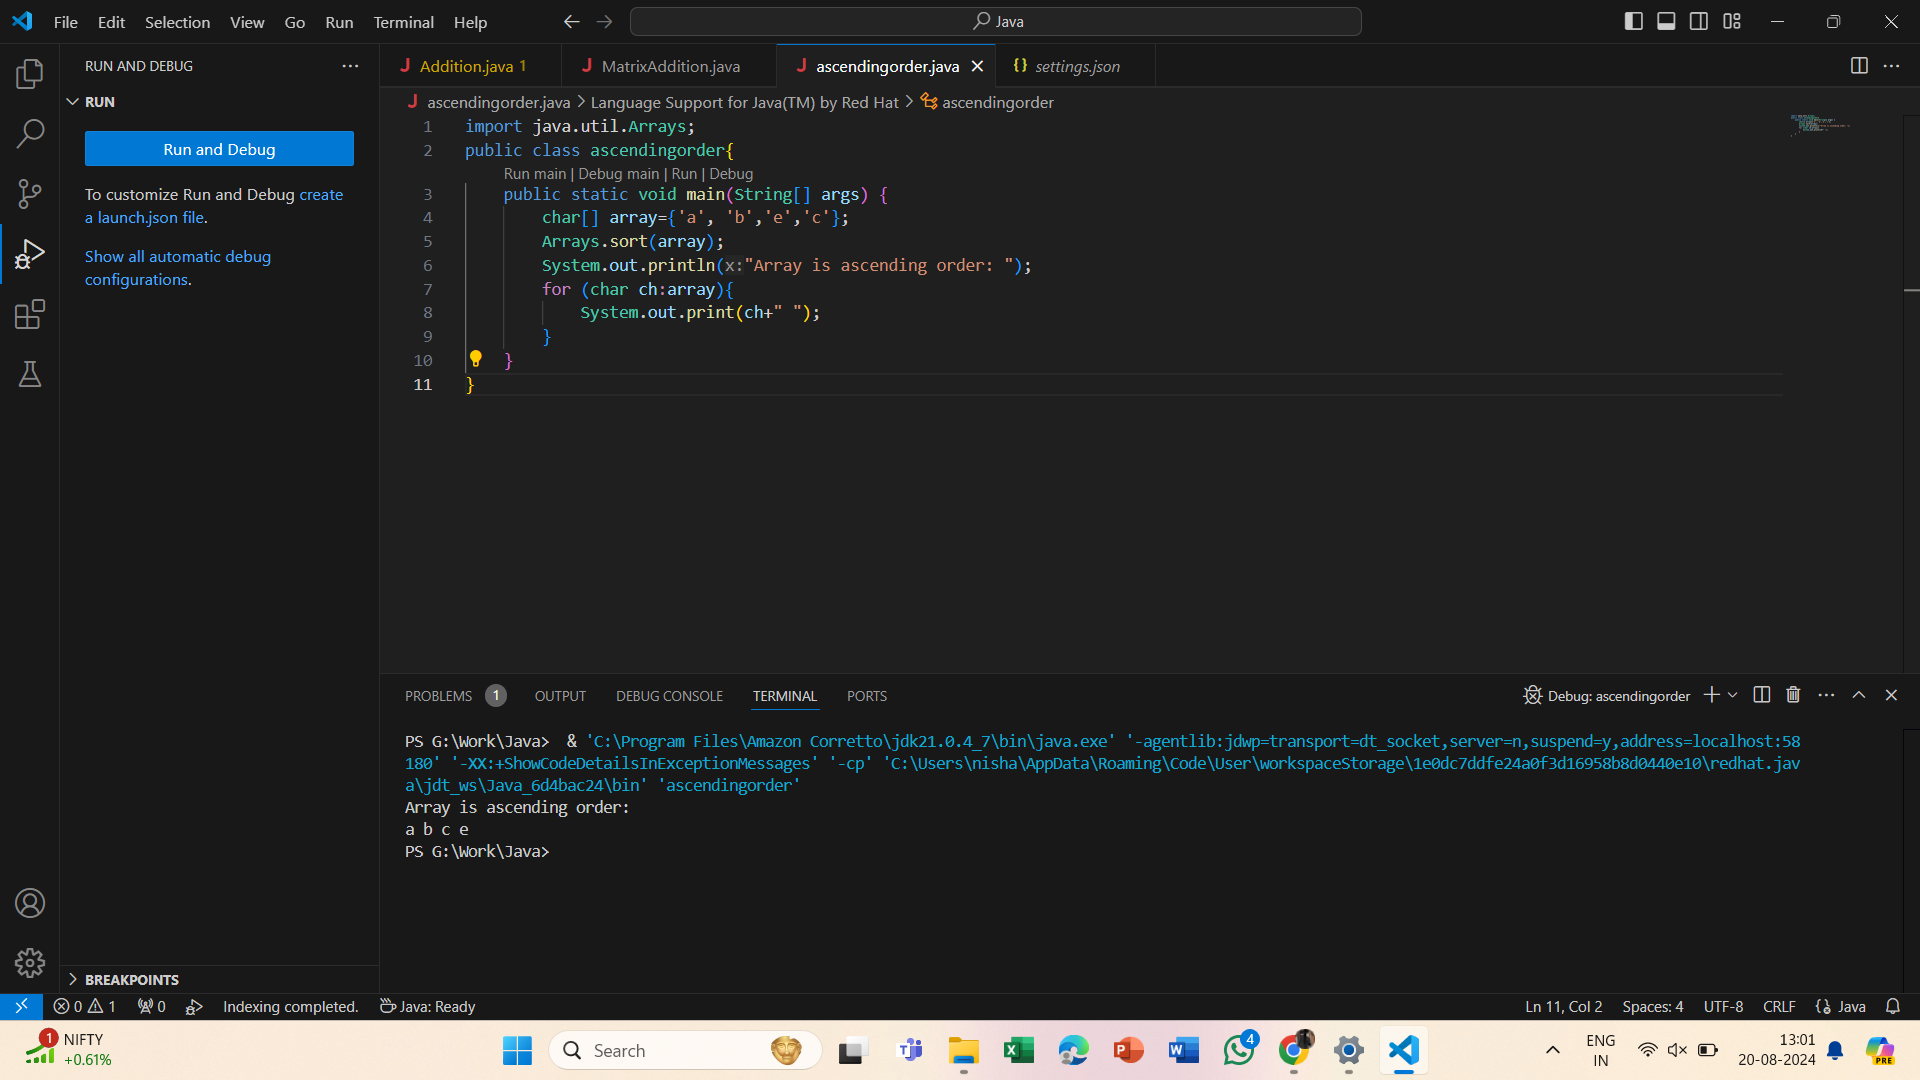 File Edit Selection View Go Run Terminal Help
Java
RUN AND DEBUG
RUN
Run and Debug
To customize Run and Debug create
a launch.json file.
Show all automatic debug
configurations.
BREAKPOINTS
Addition.java 1
MatrixAddition.java
ascendingorder.java
{} settings.json
ascendingorder.java > Language Support for Java(TM) by Red Hat > ascendingorder
1 import java.util.Arrays;
2 public class ascendingorder{
Run main | Debug main | Run | Debug
3 public static void main(String[] args) {
4 char[] array={'a', 'b','e','c'};
5 Arrays.sort(array);
6 System.out.println(x:"Array is ascending order: ");
7 for (char ch:array){
8 System.out.print(ch+" ");
9 }
10 }
11 }
PROBLEMS 1 OUTPUT DEBUG CONSOLE TERMINAL PORTS
Debug: ascendingorder
PS G:\Work\Java>  & 'C:\Program Files\Amazon Corretto\jdk21.0.4_7\bin\java.exe' '-agentlib:jdwp=transport=dt_socket,server=n,suspend=y,address=localhost:58
180' '-XX:+ShowCodeDetailsInExceptionMessages' '-cp' 'C:\Users\nisha\AppData\Roaming\Code\User\workspaceStorage\1e0dc7ddfe24a0f3d16958b8d0440e10\redhat.jav
a\jdt_ws\Java_6d4bac24\bin' 'ascendingorder'
Array is ascending order:
a b c e
PS G:\Work\Java>
0 1 0 Indexing completed. Java: Ready
Ln 11, Col 2 Spaces: 4 UTF-8 CRLF {} Java
1 NIFTY
+0.61%
Search
4
ENG
IN
13:01
20-08-2024
PRE